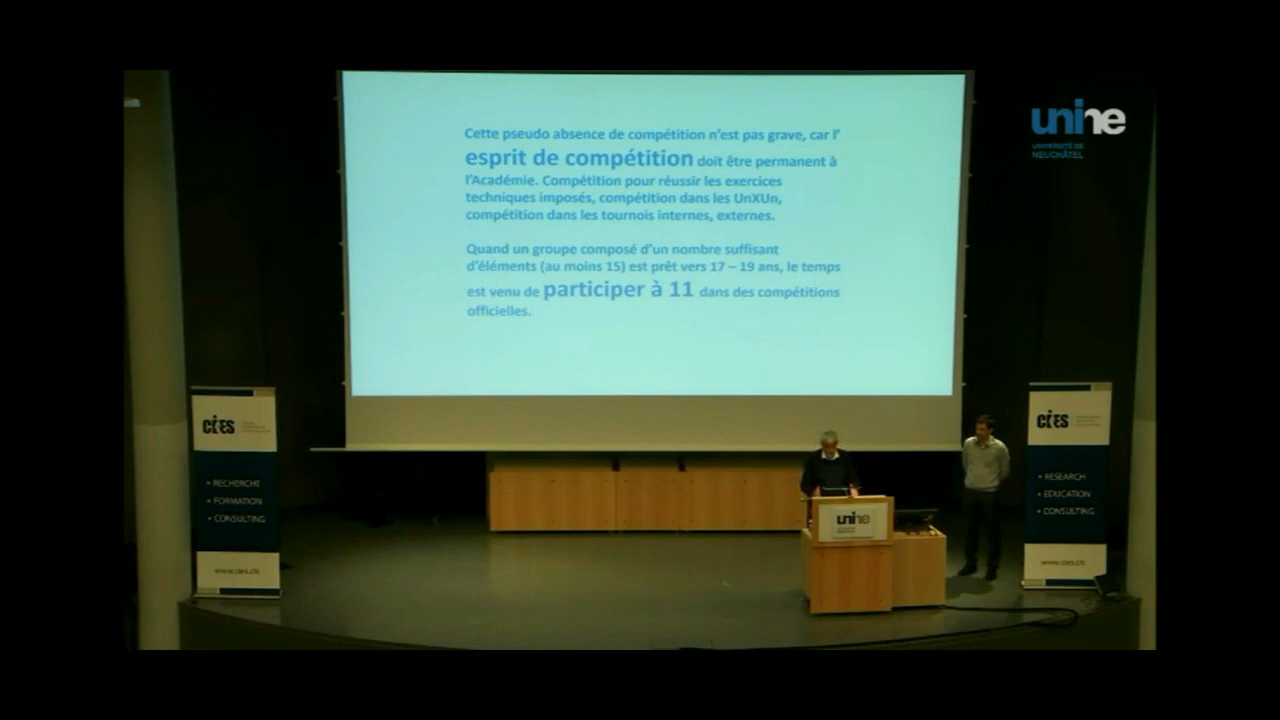 Cette pseudo absence de compétition n'est pas grave, car l'
esprit de compétition doit être permanent à
l'Académie. Compétition pour réussir les exercices
techniques imposés, compétition dans les UnXUn,
compétition dans les tournois internes, externes.
Quand un groupe composé d'un nombre suffisant
d'éléments (au moins 15) est prêt vers 17 – 19 ans, le temps
est venu de participer à 11 dans des compétitions
officielles.
unine
UNIVERSITÉ DE
NEUCHÂTEL
CIES
• RECHERCHE
• FORMATION
• CONSULTING
www.cies.ch
unine
CIES
• RESEARCH
• EDUCATION
• CONSULTING
www.cies.ch